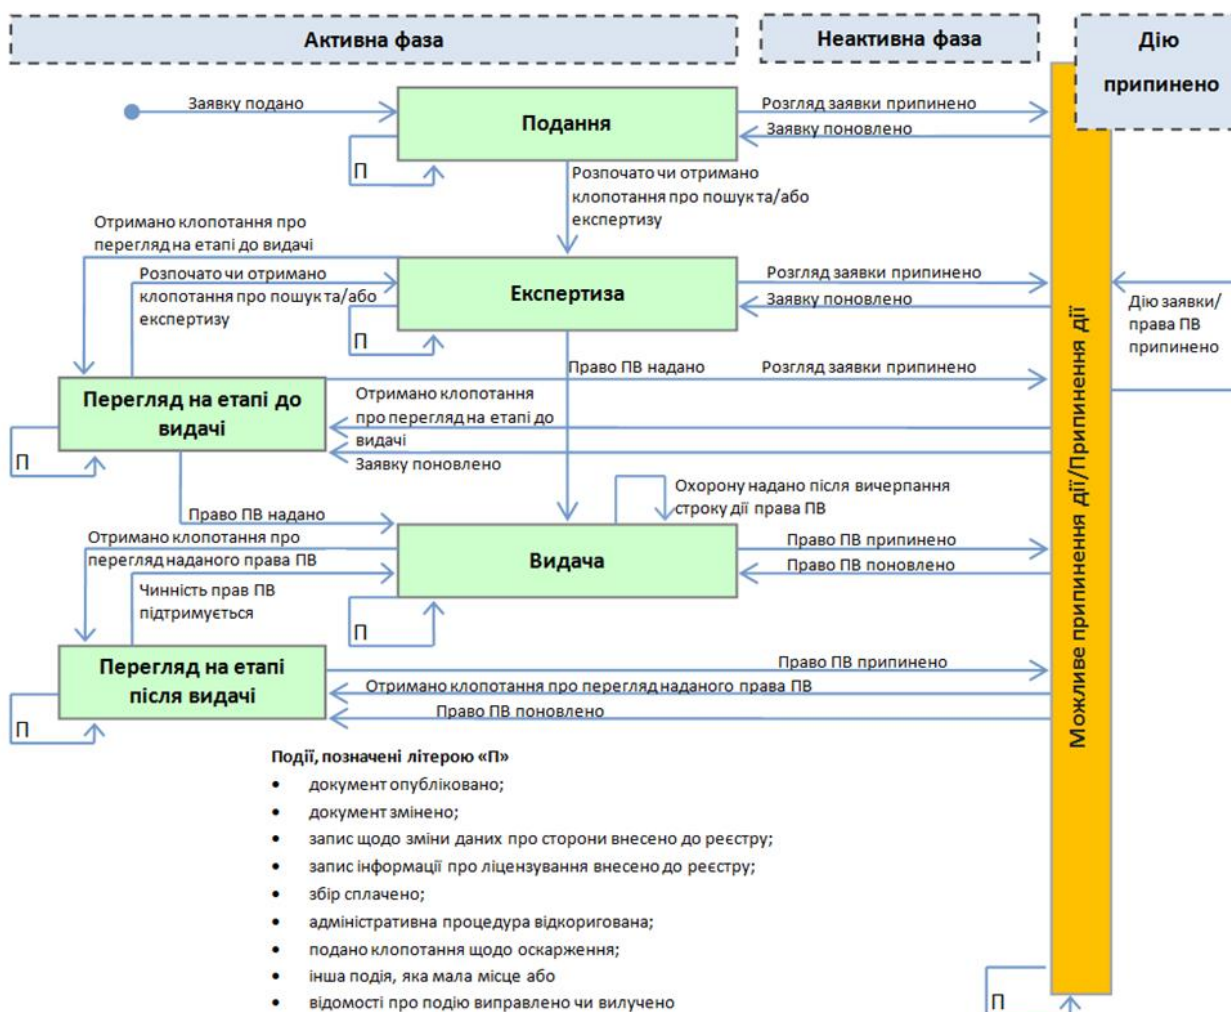 Активна фаза
Неактивна фаза
Дію
припинено
Заявку подано
Подання
Розгляд заявки припинено
Заявку поновлено
П
Розпочато чи отримано
клопотання про пошук та/або
експертизу
Отримано клопотання про
перегляд на етапі до видачі
Розпочато чи отримано
клопотання про пошук та/або
експертизу
Експертиза
Розгляд заявки припинено
Заявку поновлено
Дію заявки/
права ПВ
припинено
П
Право ПВ надано
Розгляд заявки припинено
Перегляд на етапі до
видачі
Отримано клопотання
про перегляд на етапі до
видачі
Заявку поновлено
П
Охорону надано після вичерпання
строку дії права ПВ
Право ПВ надано
Отримано клопотання про
перегляд наданого права ПВ
Видача
Право ПВ припинено
Право ПВ поновлено
Чинність прав ПВ
підтримується
П
Перегляд на етапі
після видачі
Право ПВ припинено
Отримано клопотання про перегляд наданого права ПВ
Право ПВ поновлено
П
Можливе припинення дії/Припинення дії
Події, позначені літерою «П»
• документ опубліковано;
• документ змінено;
• запис щодо зміни даних про сторони внесено до реєстру;
• запис інформації про ліцензування внесено до реєстру;
• збір сплачено;
• адміністративна процедура відкоригована;
• подано клопотання щодо оскарження;
• інша подія, яка мала місце або
• відомості про подію виправлено чи вилучено
П